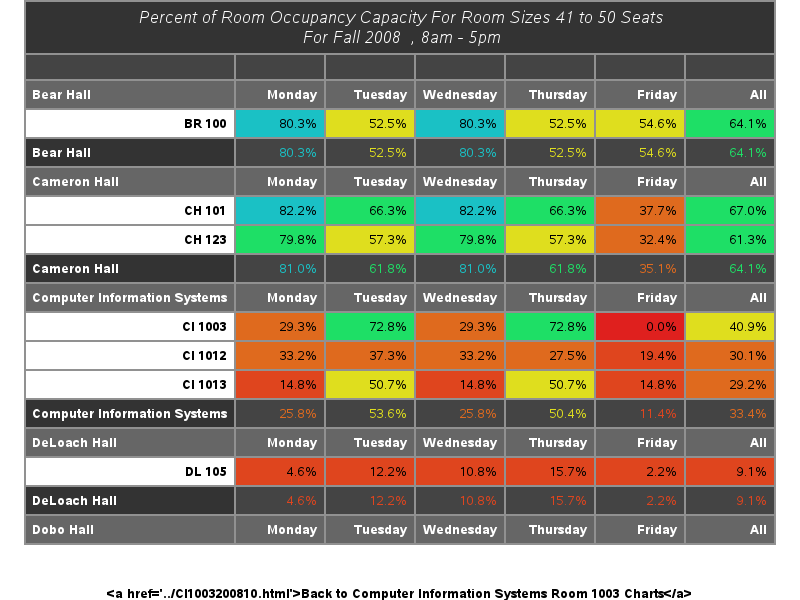 Percent of Room Occupancy Capacity For Room Sizes 41 to 50 Seats
For Fall 2008 , 8am - 5pm
Bear Hall Monday Tuesday Wednesday Thursday Friday All
BR 100 80.3% 52.5% 80.3% 52.5% 54.6% 64.1%
Bear Hall 80.3% 52.5% 80.3% 52.5% 54.6% 64.1%
Cameron Hall Monday Tuesday Wednesday Thursday Friday All
CH 101 82.2% 66.3% 82.2% 66.3% 37.7% 67.0%
CH 123 79.8% 57.3% 79.8% 57.3% 32.4% 61.3%
Cameron Hall 81.0% 61.8% 81.0% 61.8% 35.1% 64.1%
Computer Information Systems Monday Tuesday Wednesday Thursday Friday All
CI 1003 29.3% 72.8% 29.3% 72.8% 0.0% 40.9%
CI 1012 33.2% 37.3% 33.2% 27.5% 19.4% 30.1%
CI 1013 14.8% 50.7% 14.8% 50.7% 14.8% 29.2%
Computer Information Systems 25.8% 53.6% 25.8% 50.4% 11.4% 33.4%
DeLoach Hall Monday Tuesday Wednesday Thursday Friday All
DL 105 4.6% 12.2% 10.8% 15.7% 2.2% 9.1%
DeLoach Hall 4.6% 12.2% 10.8% 15.7% 2.2% 9.1%
Dobo Hall Monday Tuesday Wednesday Thursday Friday All
<a href='../CI1003200810.html'>Back to Computer Information Systems Room 1003 Charts</a>